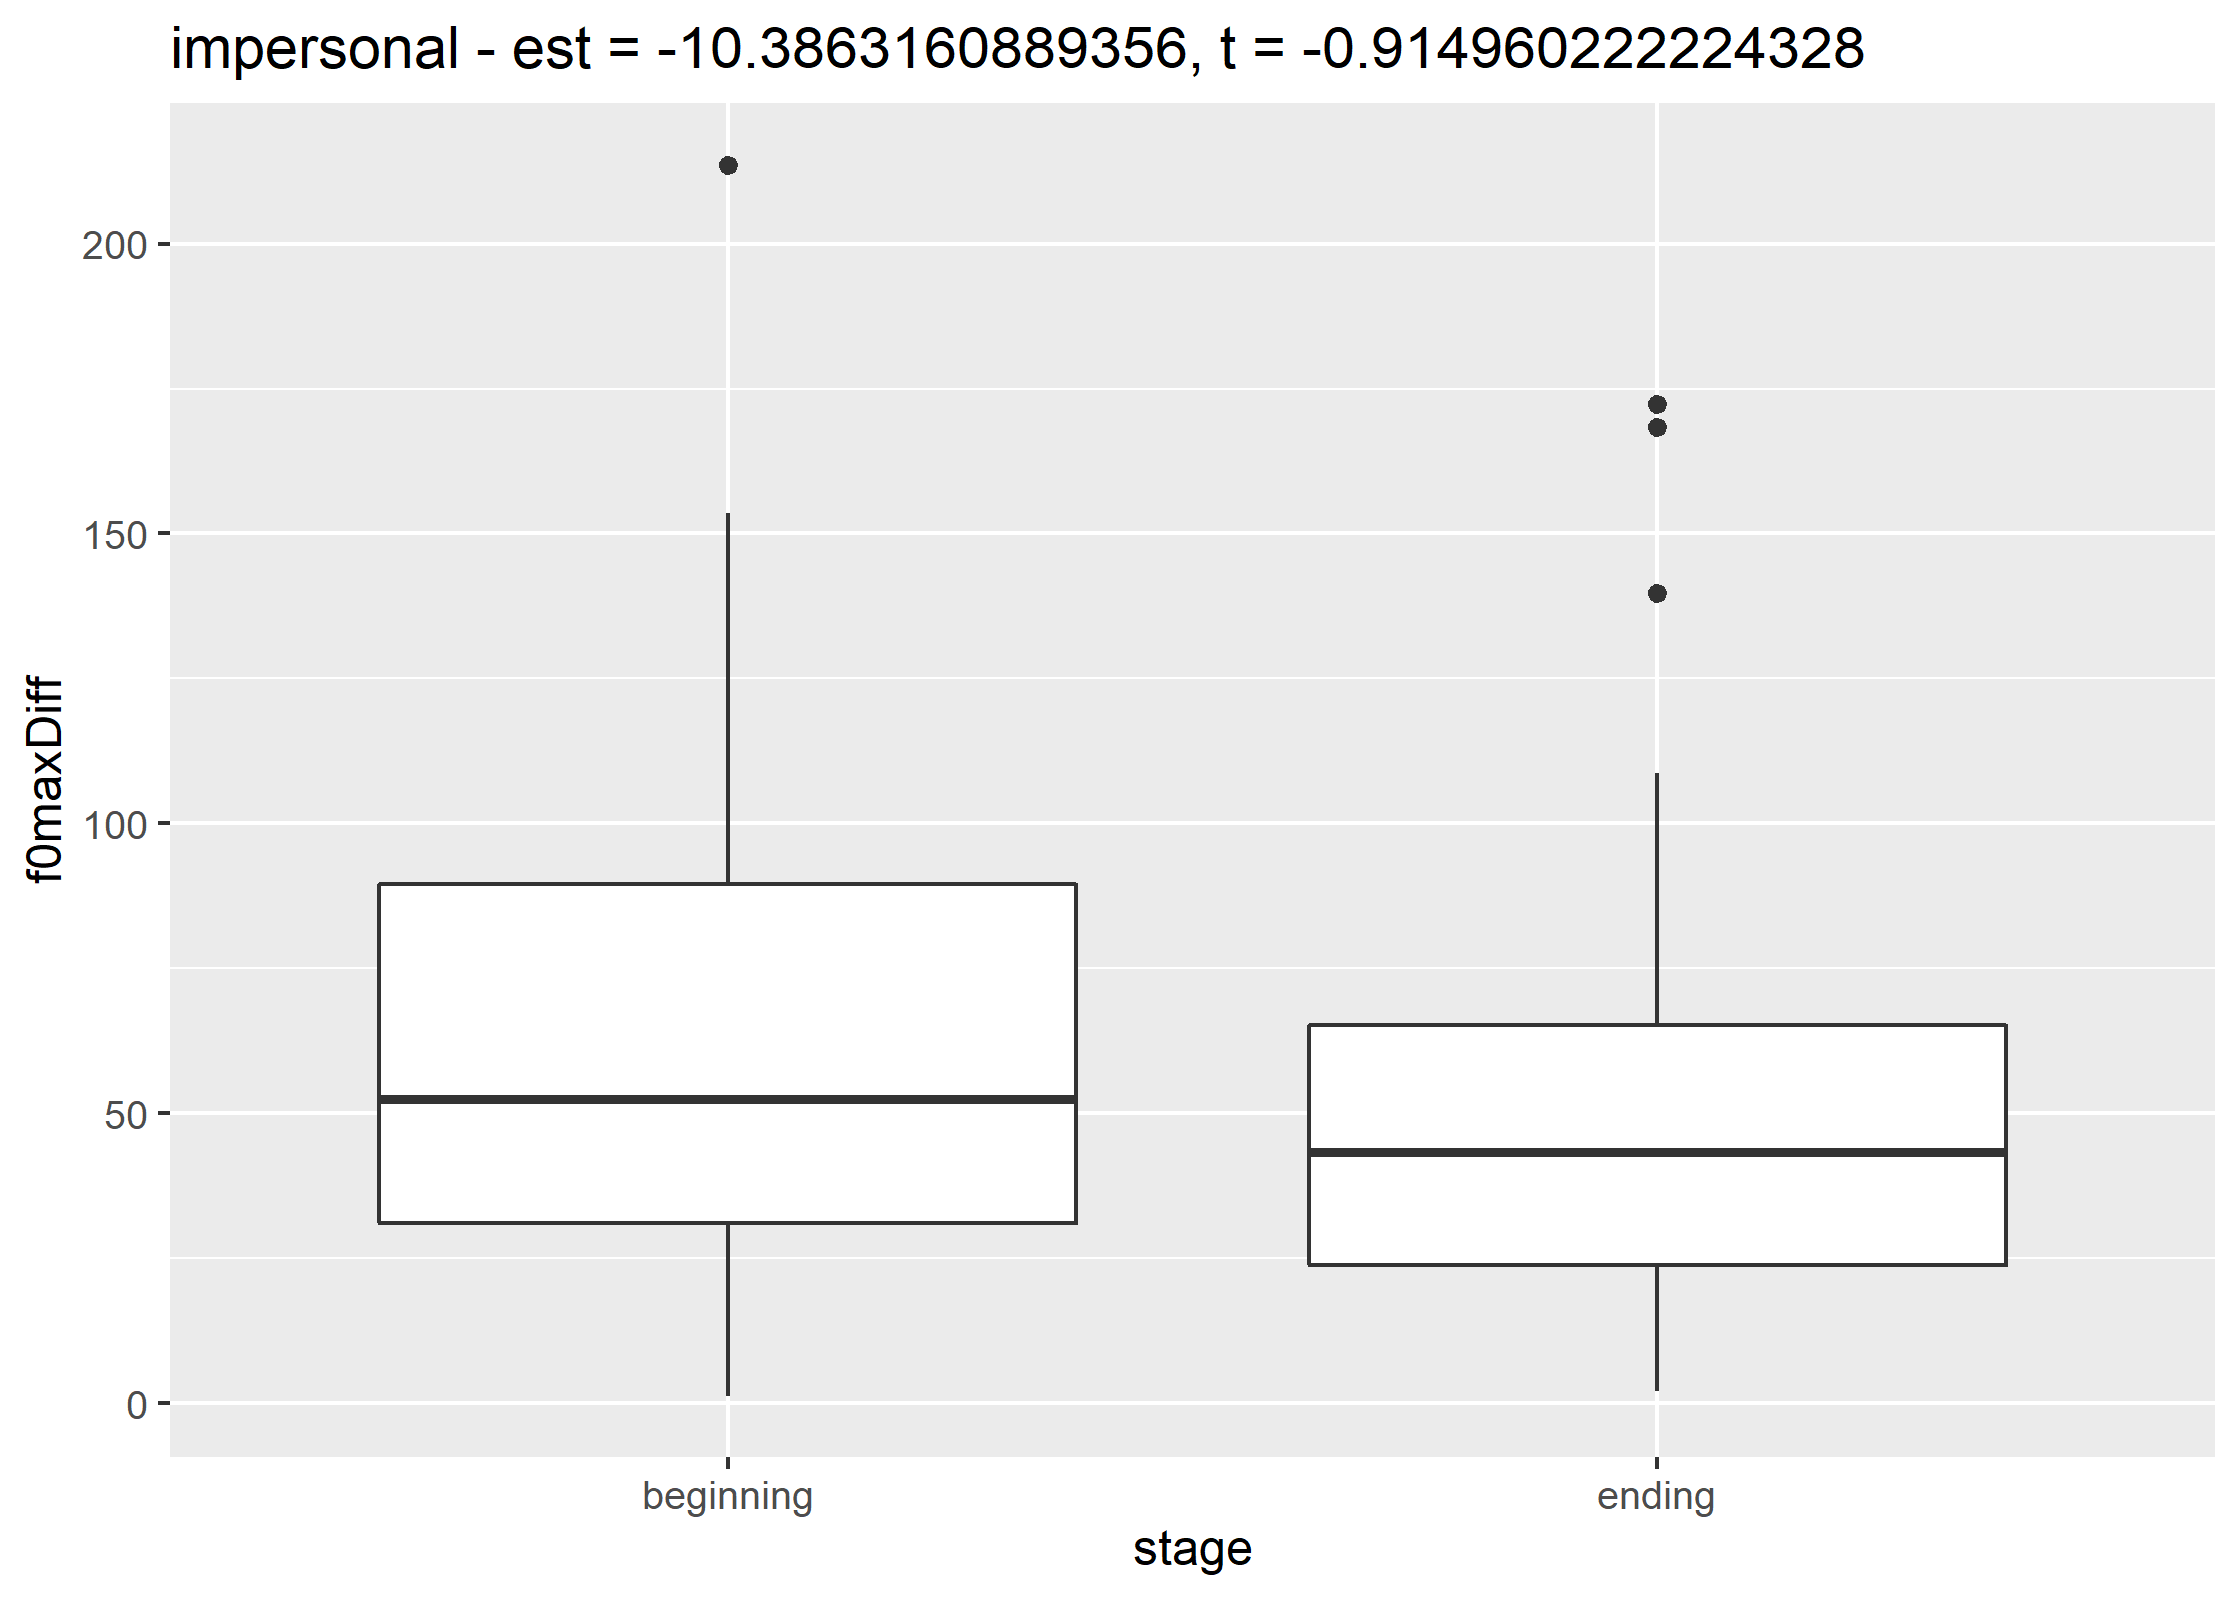 impersonal - est = -10.3863160889356, t = -0.914960222224328
200
150
100
50
0
f0maxDiff
beginning
ending
stage